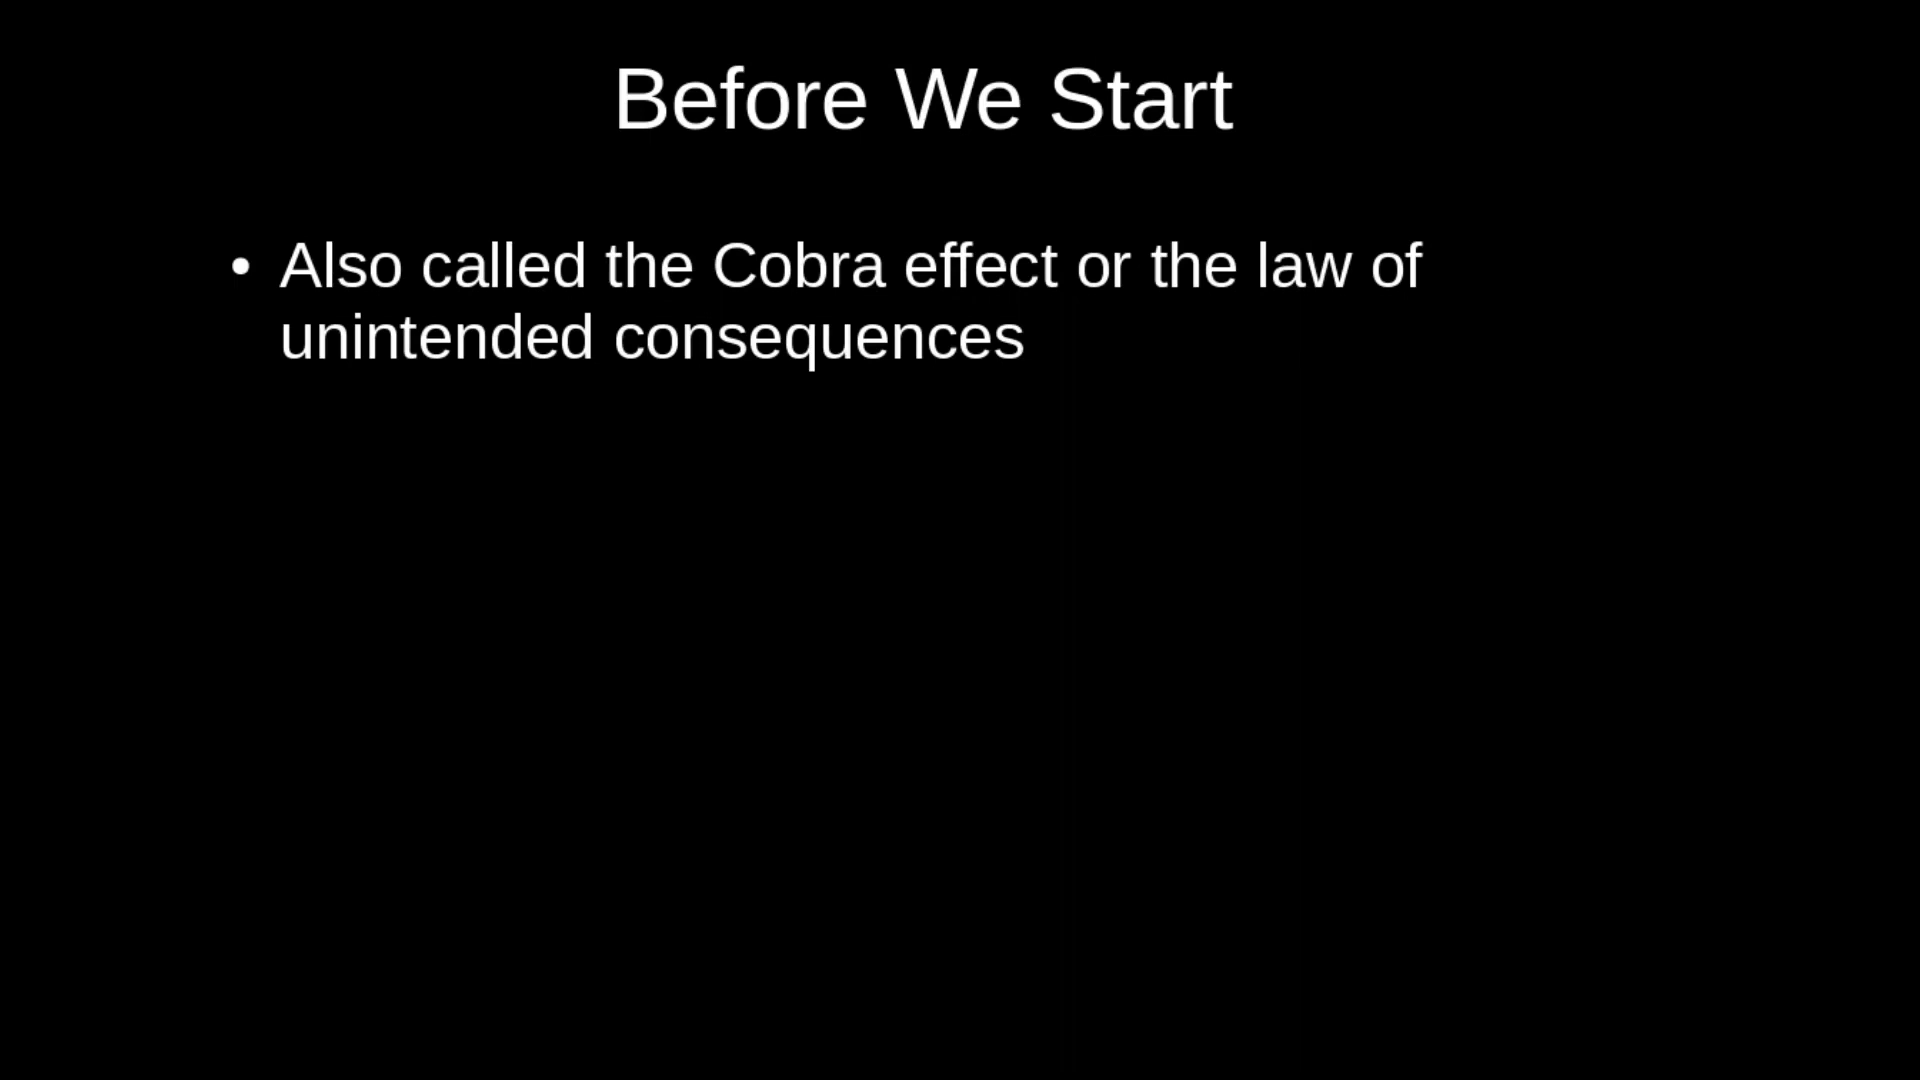 Before We Start
• Also called the Cobra effect or the law of
unintended consequences